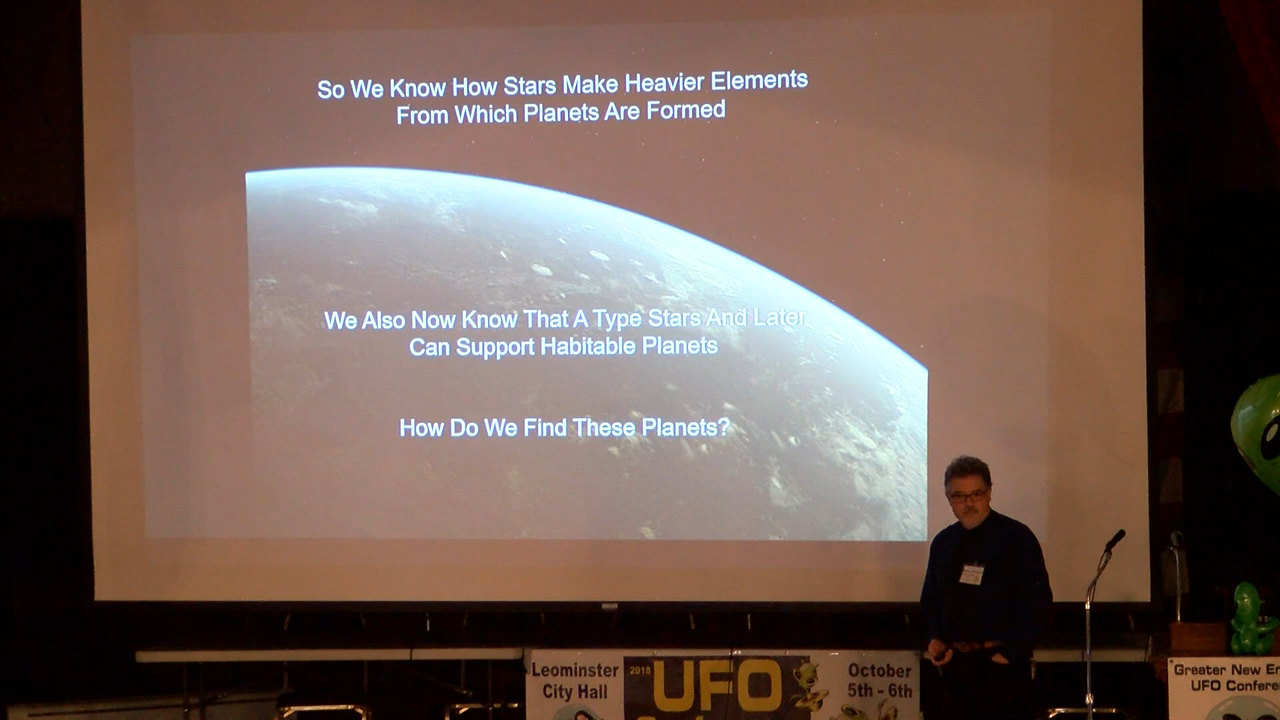 So We Know How Stars Make Heavier Elements
From Which Planets Are Formed
We Also Now Know That A Type Stars And Later
Can Support Habitable Planets
How Do We Find These Planets?
Leominster
City Hall
2018
UFO
October
5th - 6th
Greater New En
UFO Confere